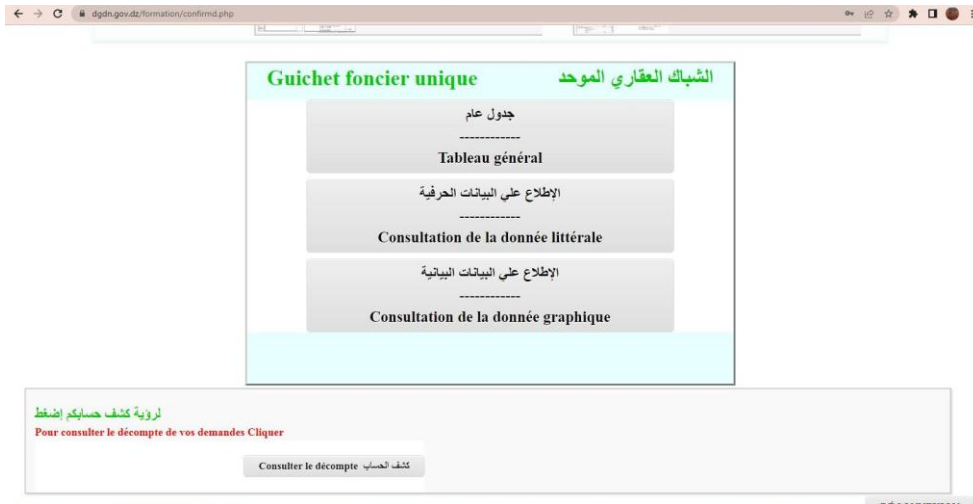 dgdn.gov.dz/formation/confirmd.php
Guichet foncier unique الشباك العقاري الموحد
جدول عام
------------
Tableau général
الإطلاع علي البيانات الحرفية
------------
Consultation de la donnée littérale
الإطلاع علي البيانات البيانية
------------
Consultation de la donnée graphique
لرؤية كشف حسابكم إضغط
Pour consulter le décompte de vos demandes Cliquer
Consulter le décompte كشف الحساب